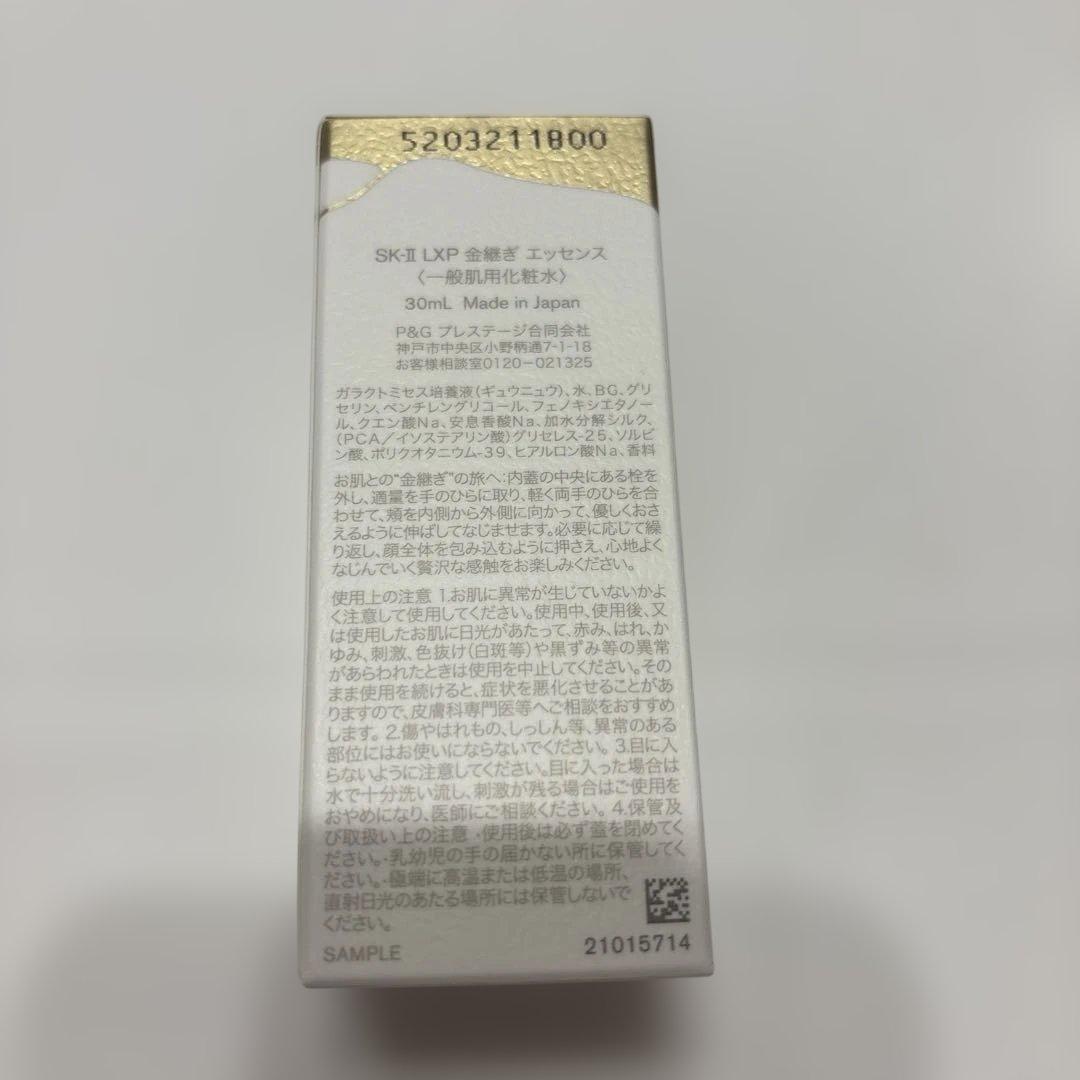 5203211800
SK-II LXP 金継ぎ エッセンス
〈一般肌用化粧水〉
30mL Made in Japan
P&G プレステージ合同会社
神戸市中央区小野柄通7-1-18
お客様相談室0120-021325
ガラクトミセス培養液(ギュウニュウ)、水、BG、グリ
セリン、ペンチレングリコール、フェノキシエタノー
ル、クエン酸Na、安息香酸Na、加水分解シルク、
(PCA/イソステアリン酸)グリセレス-25、ソルビ
ン酸、ポリクオタニウム-39、ヒアルロン酸Na、香料
お肌との“金継ぎ”の旅へ:内蓋の中央にある栓を
外し、適量を手のひらに取り、軽く両手のひらを合
わせて、頬を内側から外側に向かって、優しくおさ
えるように伸ばしてなじませます。必要に応じて繰
り返し、顔全体を包み込むように押さえ、心地よく
なじんでいく贅沢な感触をお楽しみください。
使用上の注意 1.お肌に異常が生じていないかよ
く注意して使用してください。使用中、使用後、又
は使用したお肌に日光があたって、赤み、はれ、か
ゆみ、刺激、色抜け(白斑等)や黒ずみ等の異常
があらわれたときは使用を中止してください。その
まま使用を続けると、症状を悪化させることがあ
りますので、皮膚科専門医等へご相談をおすすめ
します。 2.傷やはれもの、しっしん等、異常のある
部位にはお使いにならないでください。 3.目に入
らないように注意してください。目に入った場合は
水で十分洗い流し、刺激が残る場合はご使用を
おやめになり、医師にご相談ください。 4.保管及
び取扱い上の注意 ・使用後は必ず蓋を閉めてく
ださい。・乳幼児の手の届かない所に保管してく
ださい。・極端に高温または低温の場所、
直射日光のあたる場所には保管しないで
ください。
SAMPLE
21015714